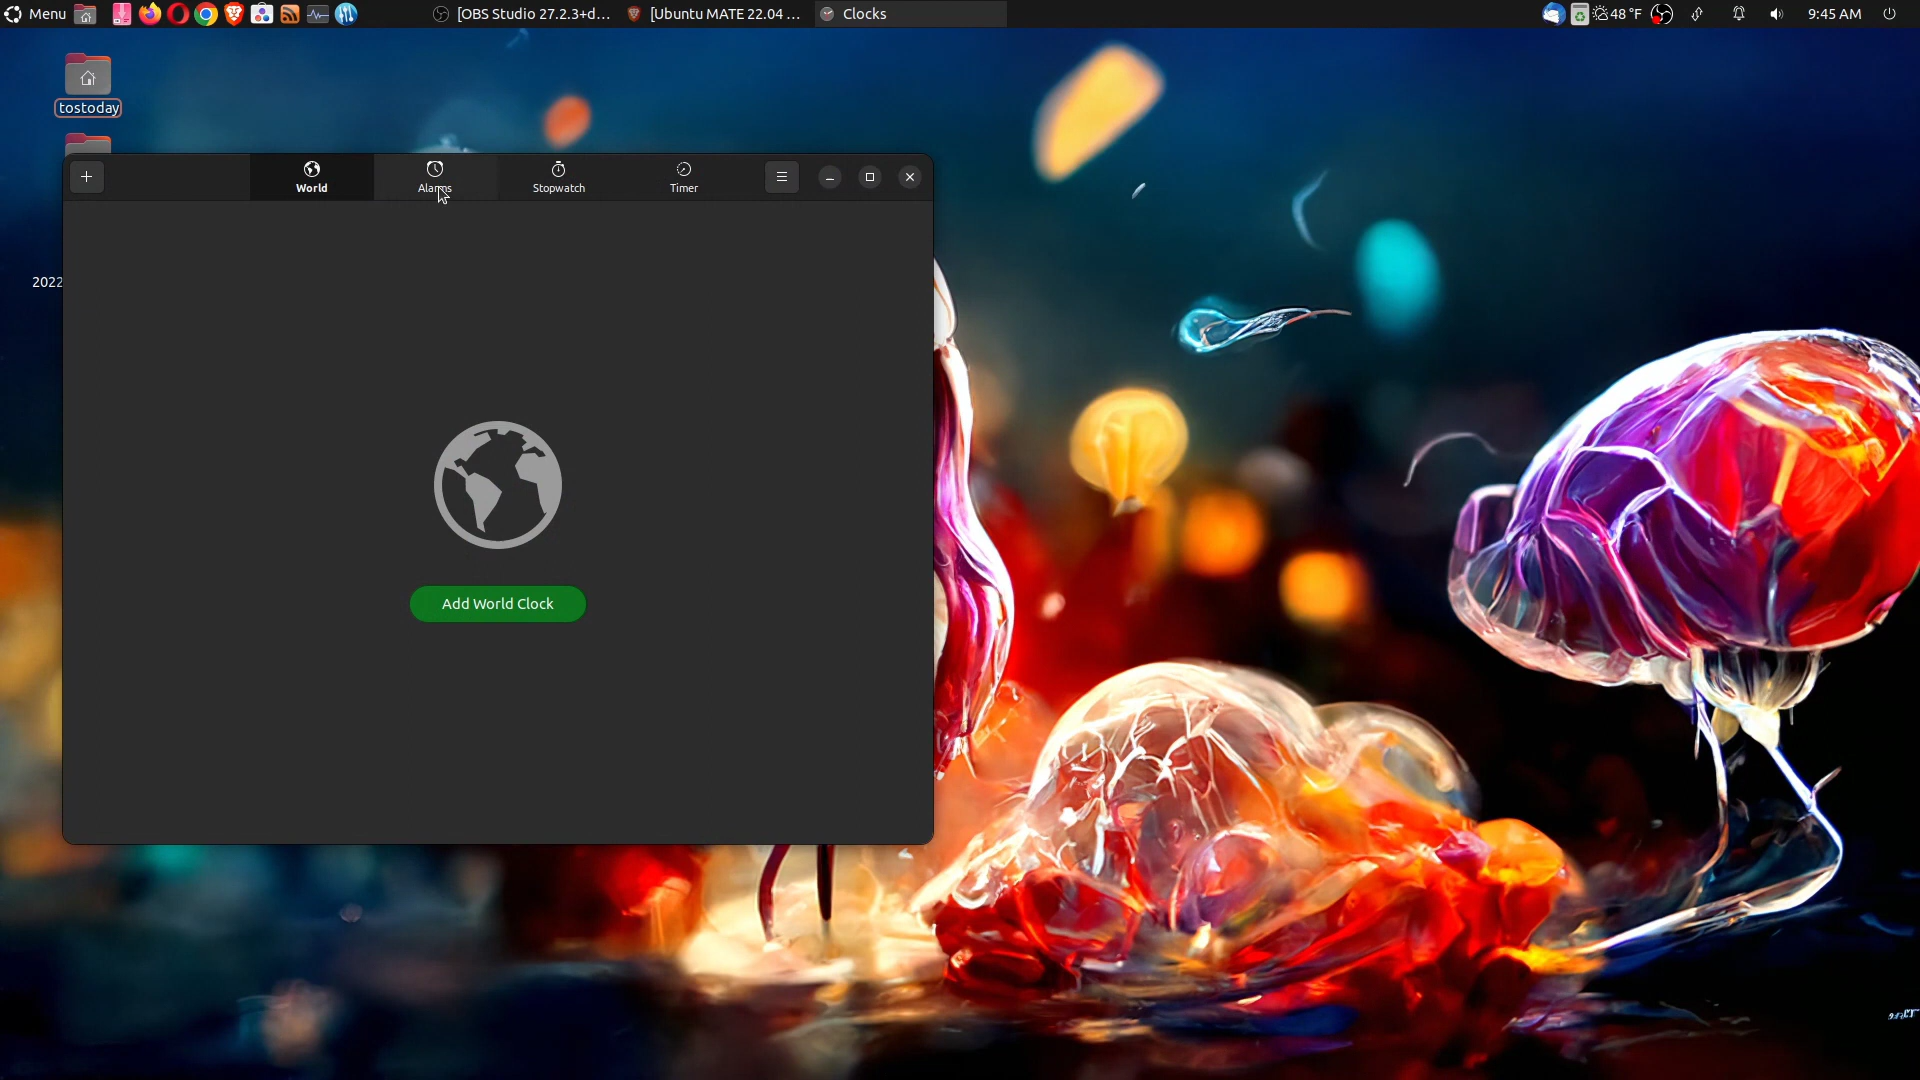 Menu
[OBS Studio 27.2.3+d...
[Ubuntu MATE 22.04 ...
Clocks
48 °F
9:45 AM
tostoday
World
Alarms
Stopwatch
Timer
2022
Add World Clock